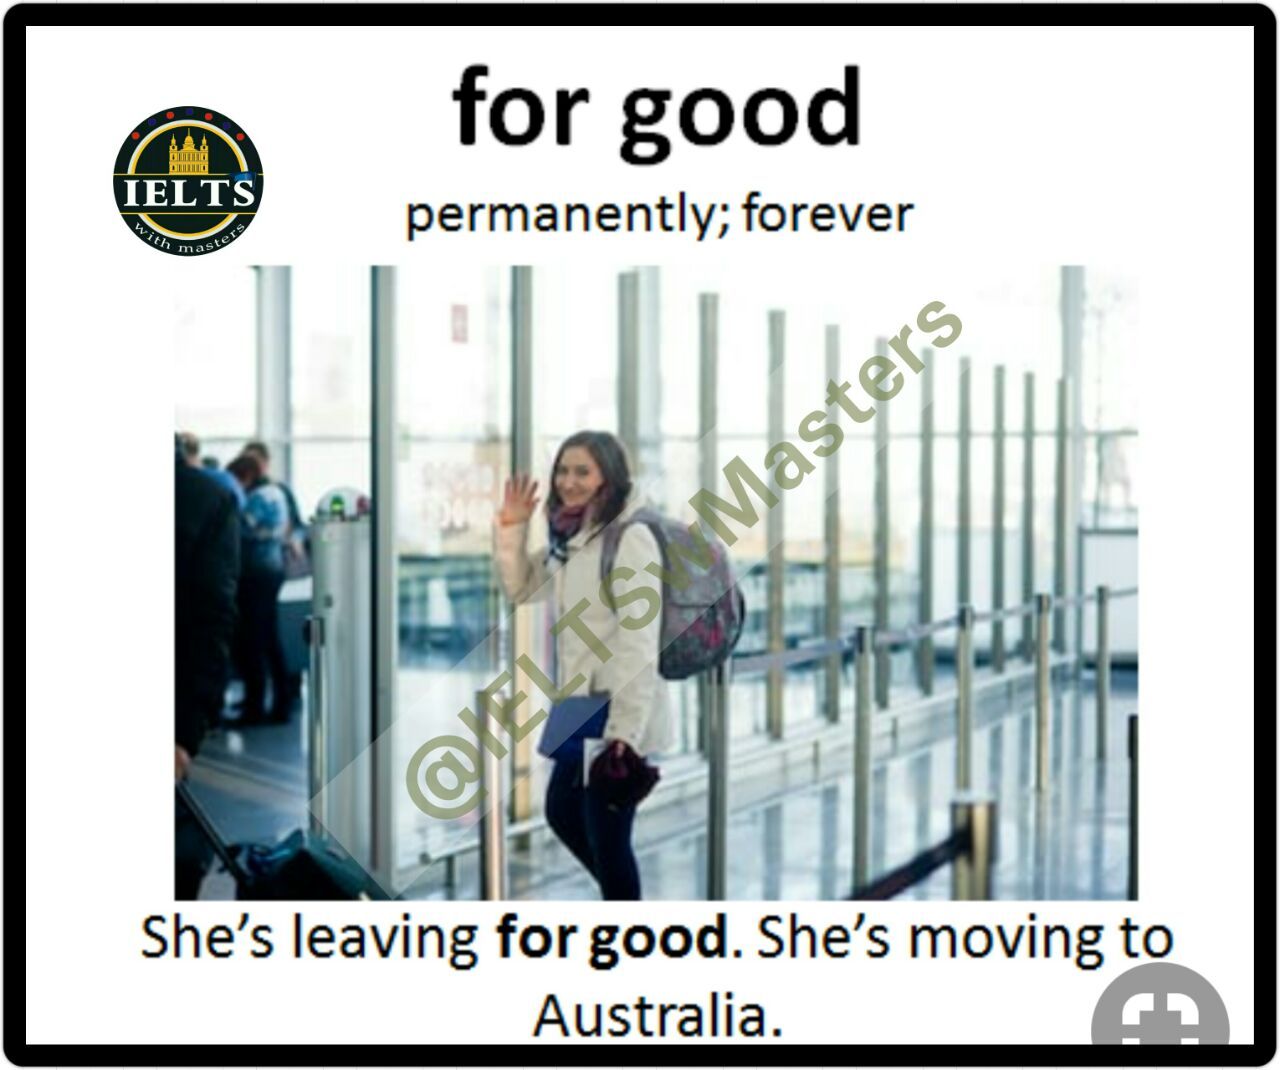 for good
IELTS
with masters
permanently; forever
@IELTSwMasters
She's leaving for good. She's moving to
Australia.